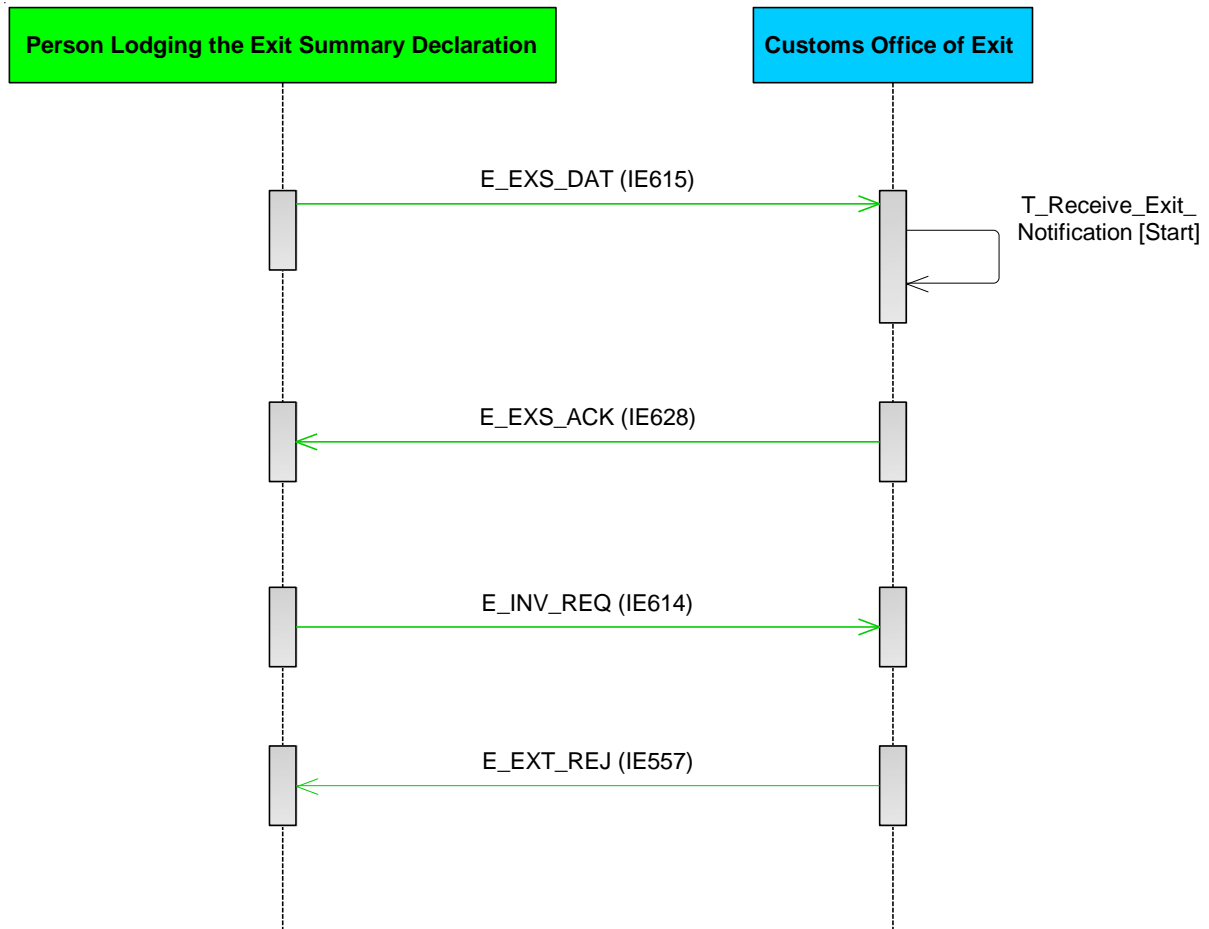 Person Lodging the Exit Summary Declaration
Customs Office of Exit
E_EXS_DAT (IE615)
T_Receive_Exit_
Notification [Start]
E_EXS_ACK (IE628)
E_INV_REQ (IE614)
E_EXT_REJ (IE557)